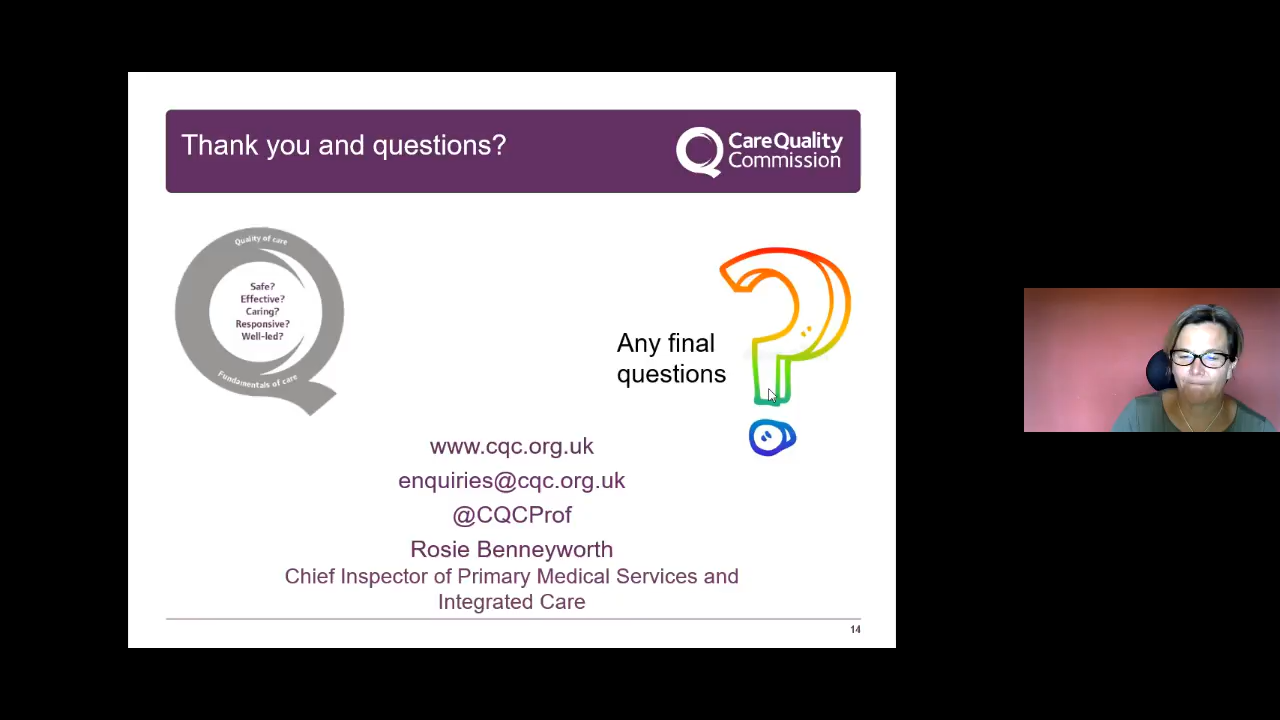 Thank you and questions?
CareQuality
Commission
Quality of care
Safe?
Effective?
Caring?
Responsive?
Well-led?
Fundamentals of care
Any final
questions
www.cqc.org.uk
enquiries@cqc.org.uk
@CQCProf
Rosie Benneyworth
Chief Inspector of Primary Medical Services and
Integrated Care
14